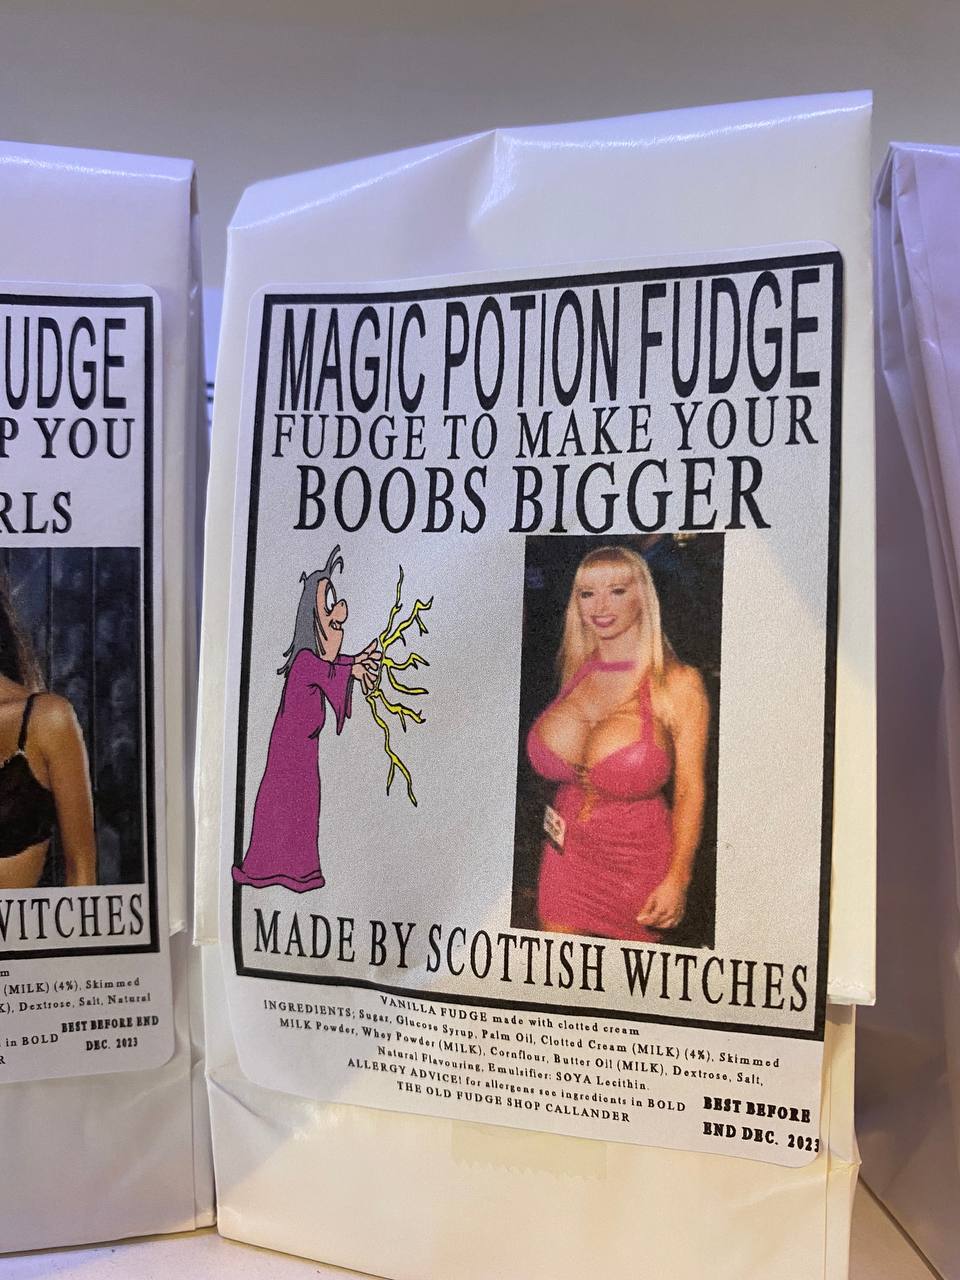 UDGE
P YOU
RLS
WITCHES
m
(MILK) (4%), Skimmed
K), Dextrose, Salt, Natural
in BOLD
R
BEST BEFORE END
DEC. 2023
MAGIC POTION FUDGE
FUDGE TO MAKE YOUR
BOOBS BIGGER
MADE BY SCOTTISH WITCHES
VANILLA FUDGE made with clotted cream
INGREDIENTS; Sugar, Glucose Syrup, Palm Oil, Clotted Cream (MILK) (4%), Skimmed
MILK Powder, Whey Powder (MILK), Cornflour, Butter Oil (MILK), Dextrose, Salt,
Natural Flavouring, Emulsifier: SOYA Lecithin.
ALLERGY ADVICE! for allergens see ingredients in BOLD
THE OLD FUDGE SHOP CALLANDER
BEST BEFORE
END DEC. 2023